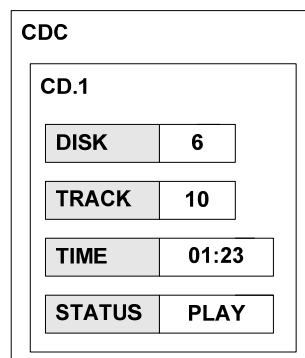 CDC
CD.1
DISK 6
TRACK 10
TIME 01:23
STATUS PLAY